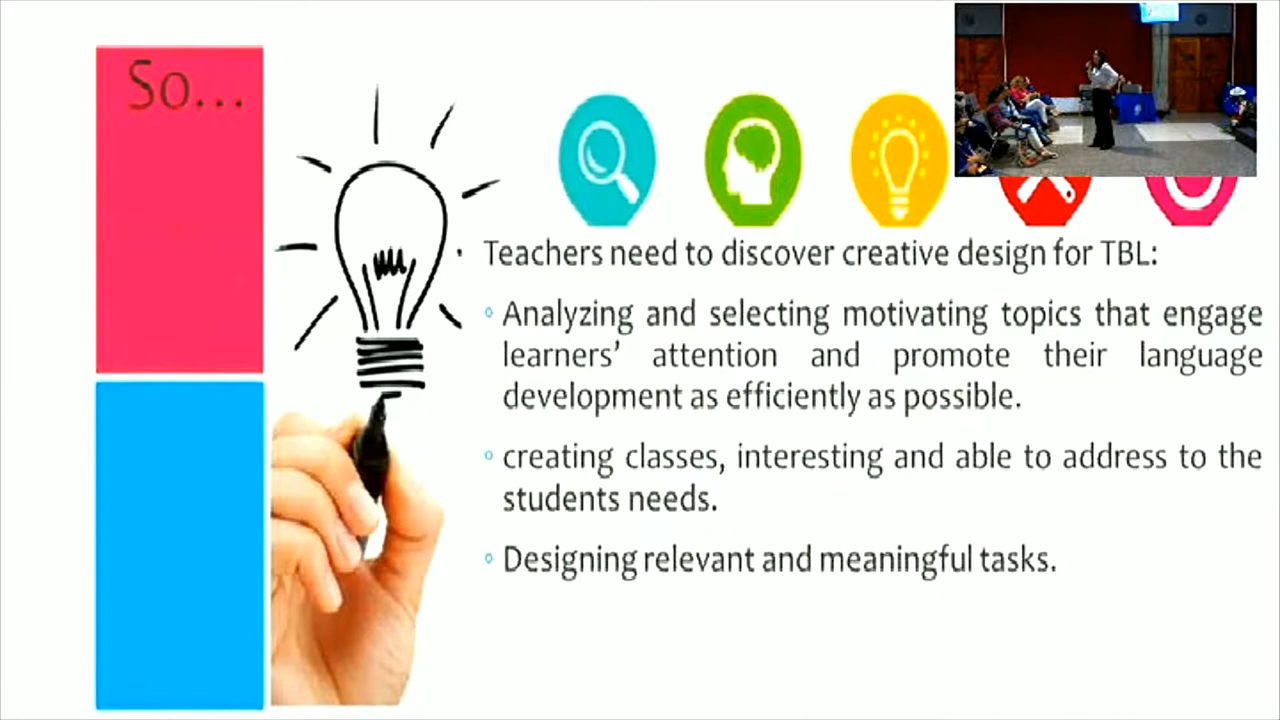 So...
Teachers need to discover creative design for TBL:
Analyzing and selecting motivating topics that engage
learners’ attention and promote their language
development as efficiently as possible.
creating classes, interesting and able to address to the
students needs.
Designing relevant and meaningful tasks.